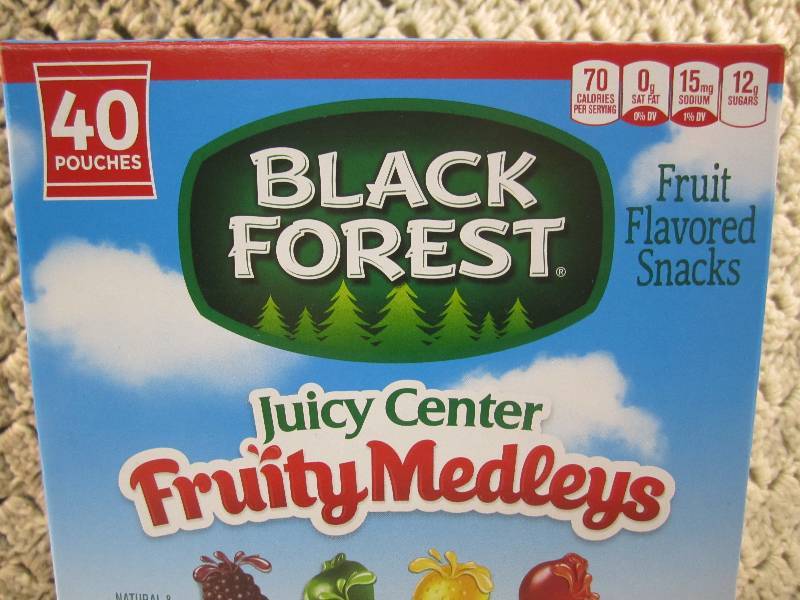 40
POUCHES
70
CALORIES
PER SERVING
0g
SAT FAT
0% DV
15mg
SODIUM
1% DV
12g
SUGARS
BLACK
FOREST®
Fruit
Flavored
Snacks
Juicy Center
Fruity Medleys
NATURAL &